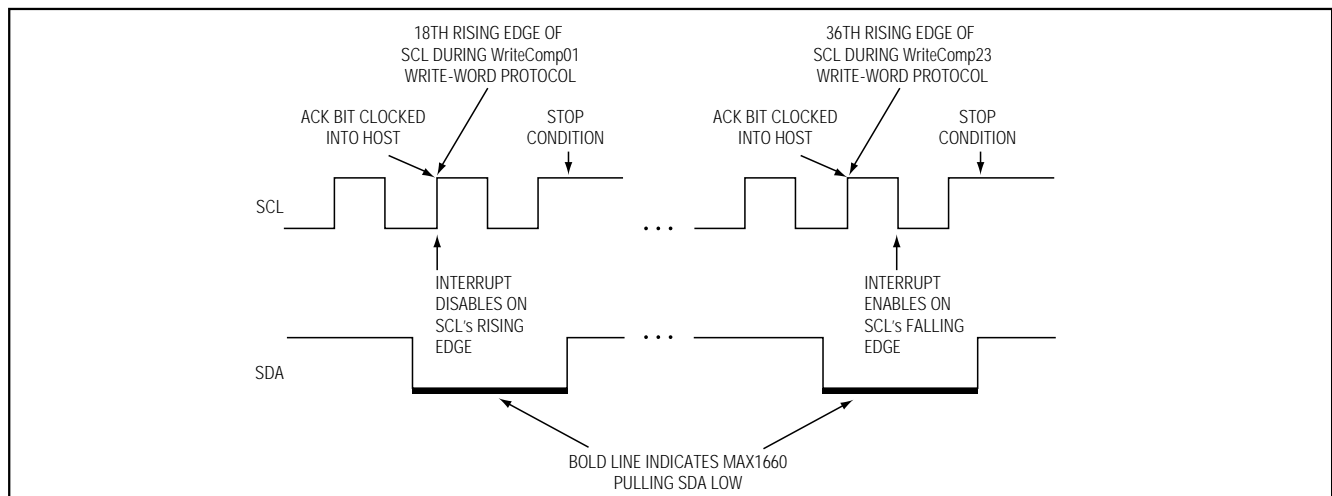 18TH RISING EDGE OF
SCL DURING WriteComp01
WRITE-WORD PROTOCOL
36TH RISING EDGE OF
SCL DURING WriteComp23
WRITE-WORD PROTOCOL
ACK BIT CLOCKED
INTO HOST
STOP
CONDITION
ACK BIT CLOCKED
INTO HOST
STOP
CONDITION
SCL
...
INTERRUPT
DISABLES ON
SCL's RISING
EDGE
INTERRUPT
ENABLES ON
SCL's FALLING
EDGE
...
SDA
BOLD LINE INDICATES MAX1660
PULLING SDA LOW